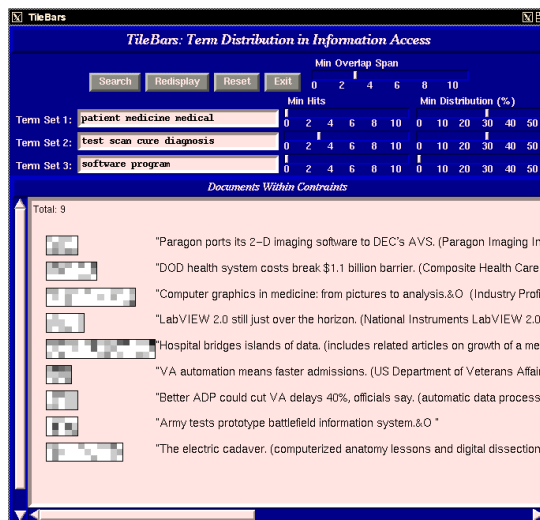 TileBars
TileBars: Term Distribution in Information Access
Min Overlap Span
Search Redisplay Reset Exit
0 2 4 6 8 10
Min Hits Min Distribution (%)
Term Set 1: patient medicine medical
0 2 4 6 8 10 0 10 20 30 40 50
Term Set 2: test scan cure diagnosis
0 2 4 6 8 10 0 10 20 30 40 50
Term Set 3: software program
0 2 4 6 8 10 0 10 20 30 40 50
Documents Within Contraints
Total: 9
"Paragon ports its 2-D imaging software to DEC's AVS. (Paragon Imaging In
"DOD health system costs break $1.1 billion barrier. (Composite Health Care
"Computer graphics in medicine: from pictures to analysis.&O (Industry Profi
"LabVIEW 2.0 still just over the horizon. (National Instruments LabVIEW 2.0
"Hospital bridges islands of data. (includes related articles on growth of a me
"VA automation means faster admissions. (US Department of Veterans Affai
"Better ADP could cut VA delays 40%, officials say. (automatic data process
"Army tests prototype battlefield information system.&O "
"The electric cadaver. (computerized anatomy lessons and digital dissection